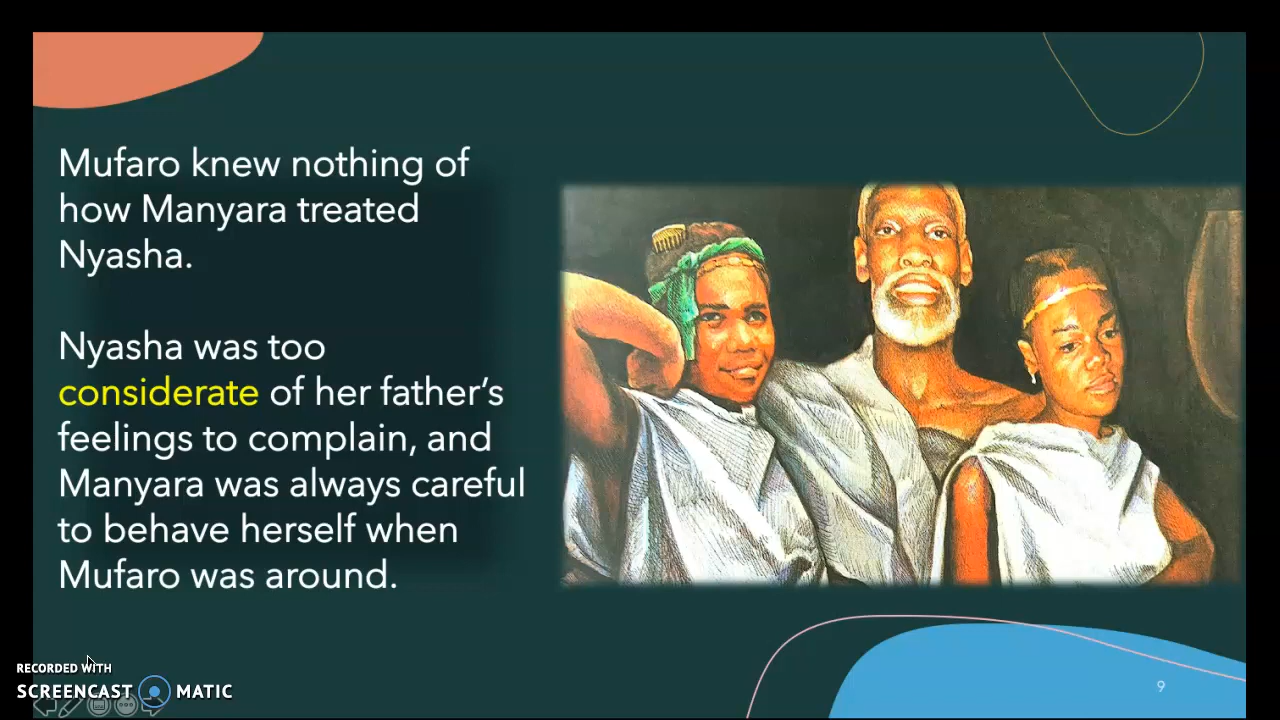 Mufaro knew nothing of
how Manyara treated
Nyasha.
Nyasha was too
considerate of her father’s
feelings to complain, and
Manyara was always careful
to behave herself when
Mufaro was around.
RECORDED WITH
SCREENCAST MATIC
9